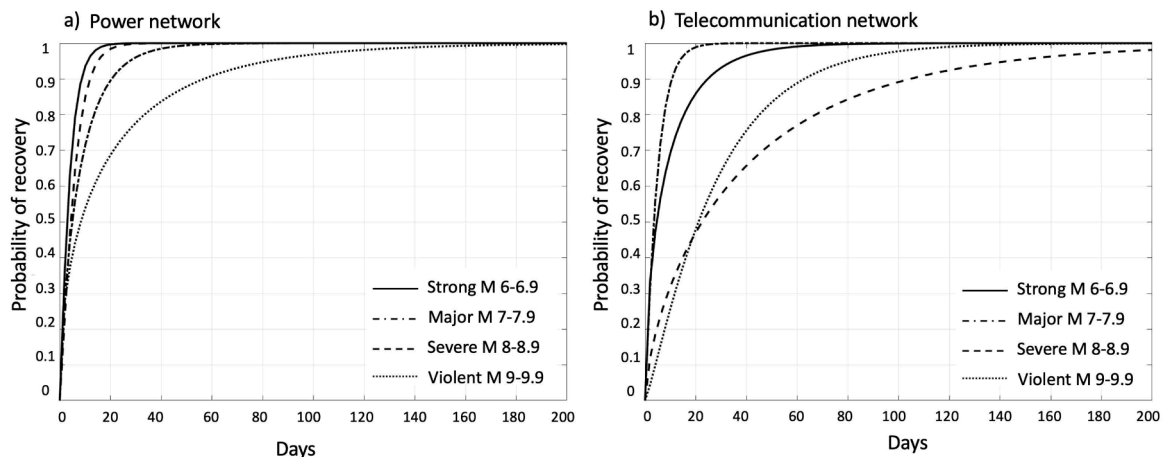 a) Power network
Probability of recovery
1
0.9
0.8
0.7
0.6
0.5
0.4
0.3
0.2
0.1
0
Strong M 6-6.9
Major M 7-7.9
Severe M 8-8.9
Violent M 9-9.9
0 20 40 60 80 100 120 140 160 180 200
Days
b) Telecommunication network
Probability of recovery
1
0.9
0.8
0.7
0.6
0.5
0.4
0.3
0.2
0.1
0
Strong M 6-6.9
Major M 7-7.9
Severe M 8-8.9
Violent M 9-9.9
0 20 40 60 80 100 120 140 160 180 200
Days